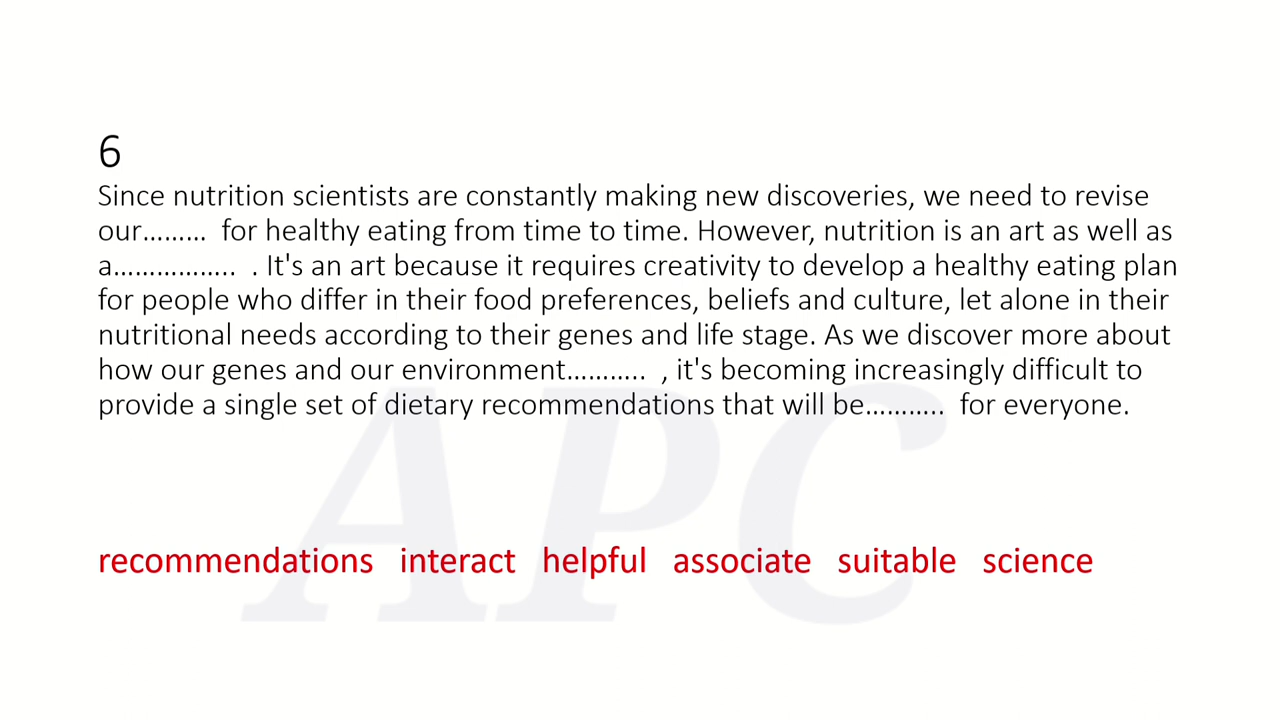 6
Since nutrition scientists are constantly making new discoveries, we need to revise
our......... for healthy eating from time to time. However, nutrition is an art as well as
a................. . It's an art because it requires creativity to develop a healthy eating plan
for people who differ in their food preferences, beliefs and culture, let alone in their
nutritional needs according to their genes and life stage. As we discover more about
how our genes and our environment........... , it's becoming increasingly difficult to
provide a single set of dietary recommendations that will be........... for everyone.
APC
recommendations interact helpful associate suitable science